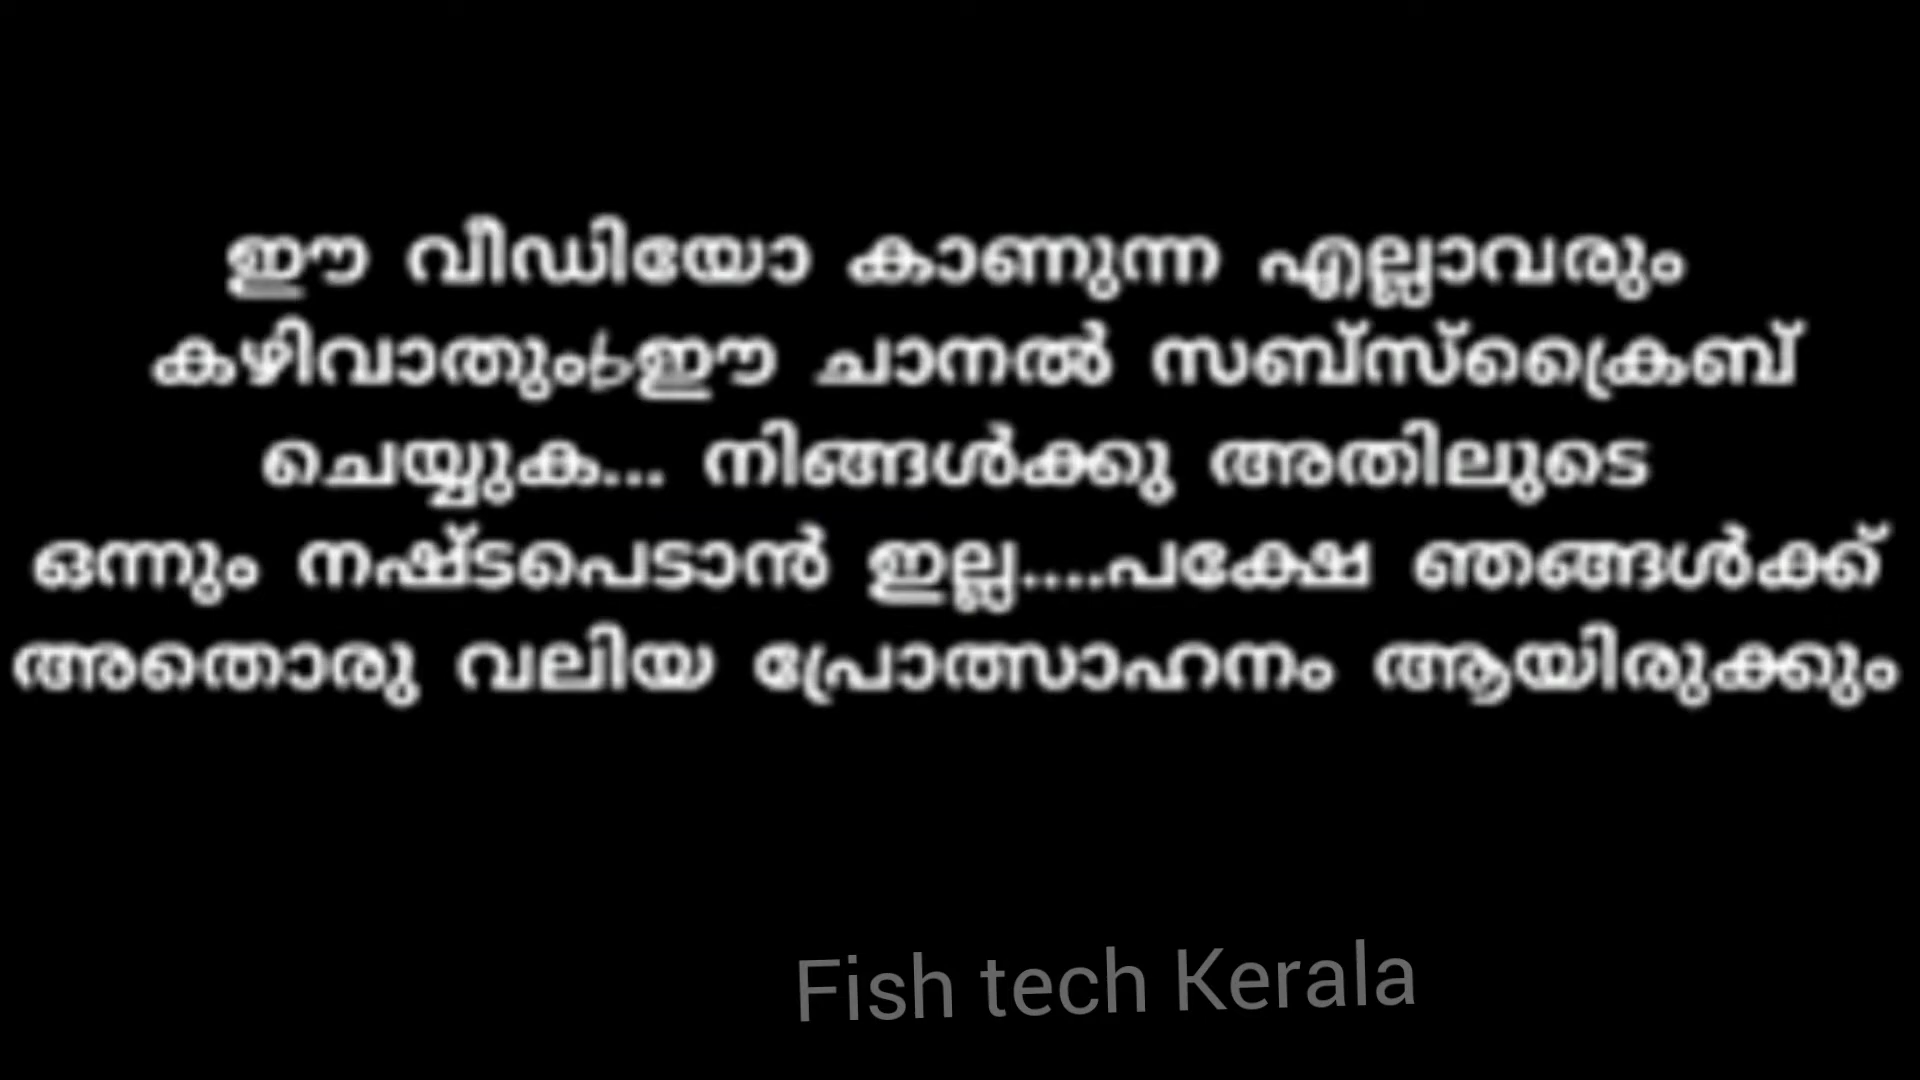 ഈ വീഡിയോ കാണുന്ന എല്ലാവരും
കഴിവാതുംbഈ ചാനൽ സബ്സ്ക്രൈബ്
ചെയ്യുക... നിങ്ങൾക്കു അതിലുടെ
ഒന്നും നഷ്ടപെടാൻ ഇല്ല....പക്ഷേ ഞങ്ങൾക്ക്
അതൊരു വലിയ പ്രോത്സാഹനം ആയിരുക്കും
Fish tech Kerala